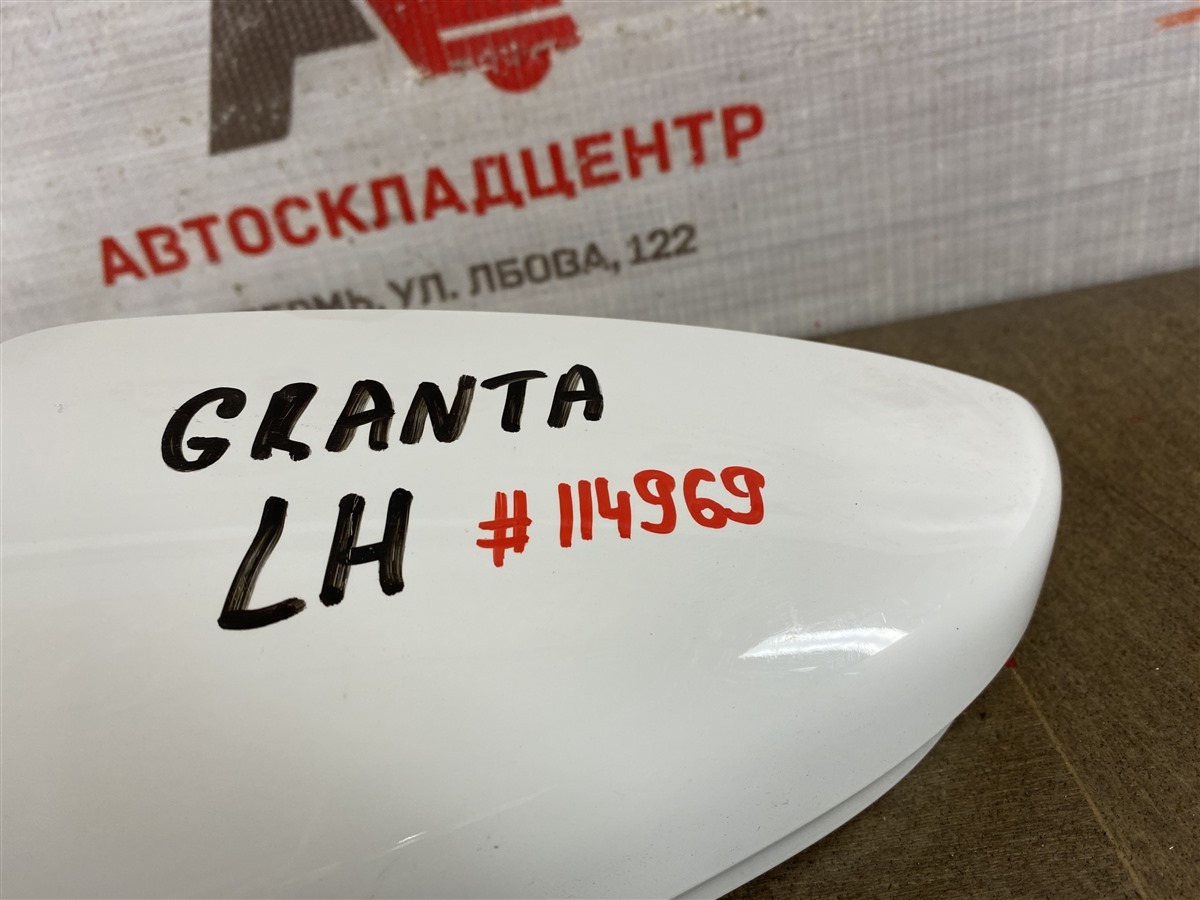 АВТОСКЛАДЦЕНТР
УЛ. ЛБОВА, 122
GRANTA
LH #114969